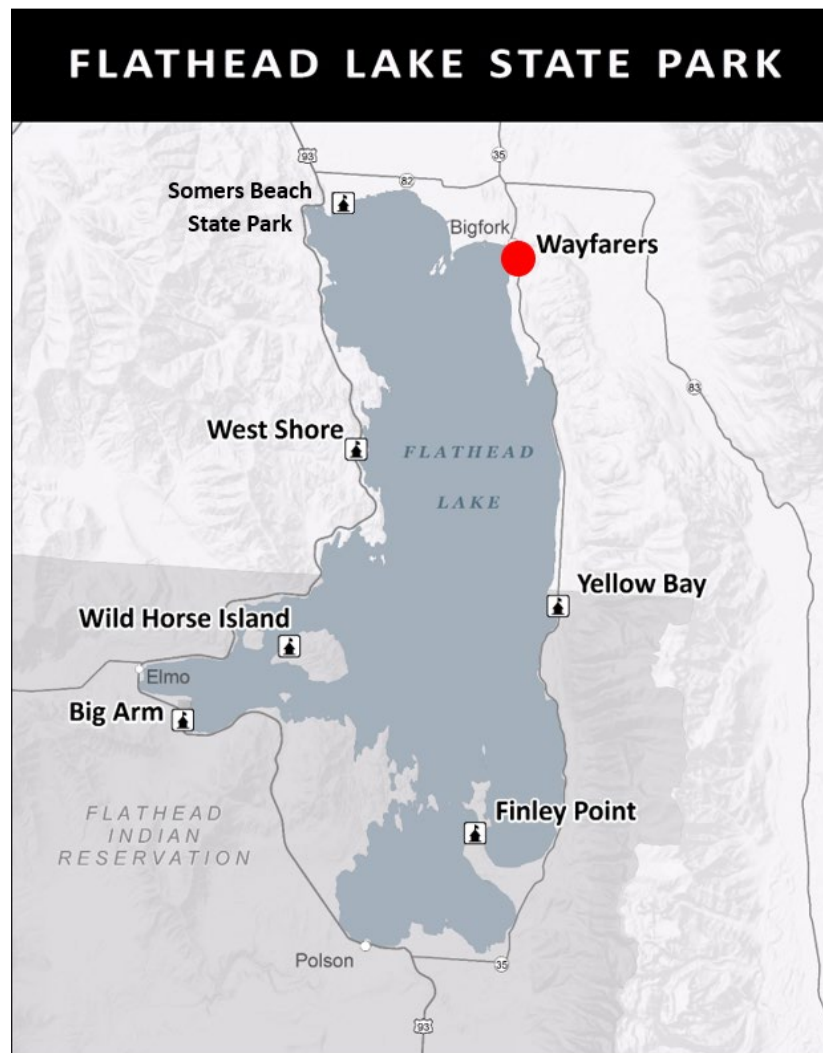 FLATHEAD LAKE STATE PARK
93
35
82
Somers Beach
State Park
Bigfork
Wayfarers
83
West Shore
FLATHEAD
LAKE
Yellow Bay
Wild Horse Island
Elmo
Big Arm
FLATHEAD
INDIAN
RESERVATION
Finley Point
Polson
35
93